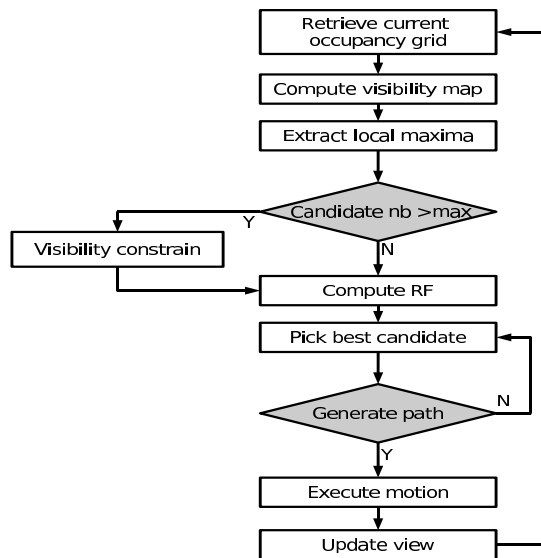 Retrieve current
occupancy grid
Compute visibility map
Extract local maxima
Candidate nb >max
Y
N
Visibility constrain
Compute RF
Pick best candidate
Generate path
N
Y
Execute motion
Update view